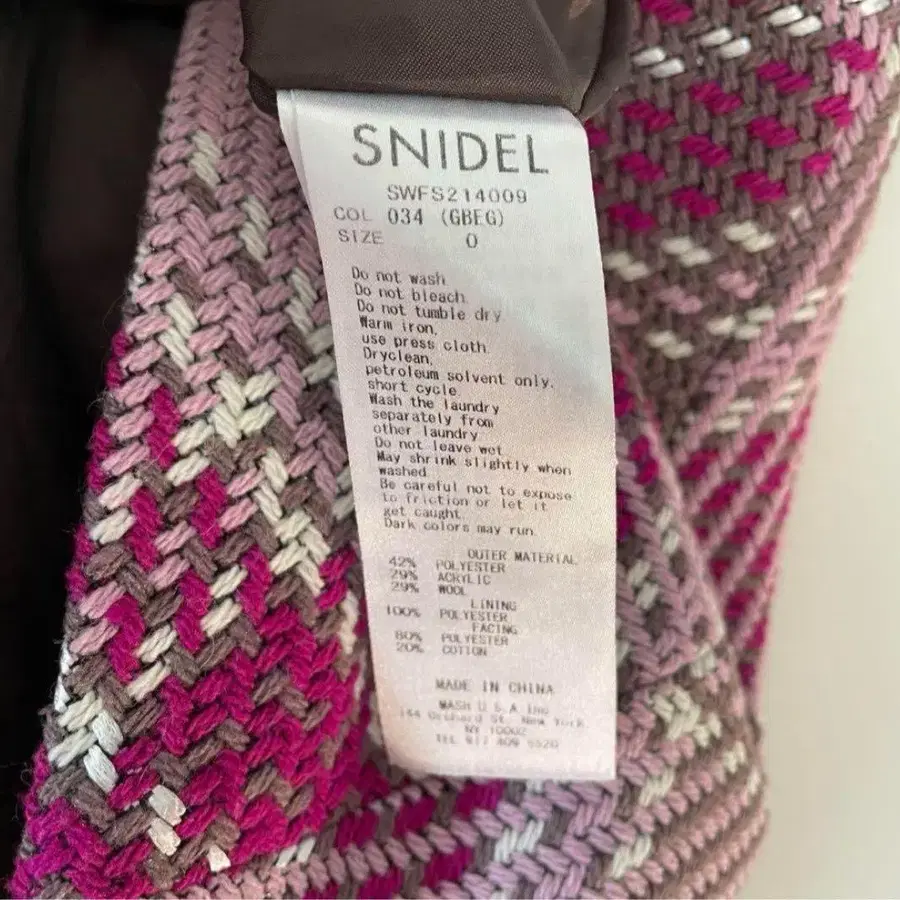 SNIDEL
SWFS214009
COL 034 (GBEG)
SIZE 0
Do not wash.
Do not bleach.
Do not tumble dry
Warm iron,
use press cloth.
Dryclean,
petroleum solvent only,
short cycle.
Wash the laundry
separately from
other laundry
Do not leave wet.
May shrink slightly when
washed.
Be careful not to expose
to friction or let it
get caught.
Dark colors may run.
OUTER MATERIAL
42% POLYESTER
29% ACRYLIC
29% WOOL
LINING
100% POLYESTER
FACING
80% POLYESTER
20% COTTON
MADE IN CHINA
MASH U.S.A INC
Orchard St. New York
NY 10002
TEL